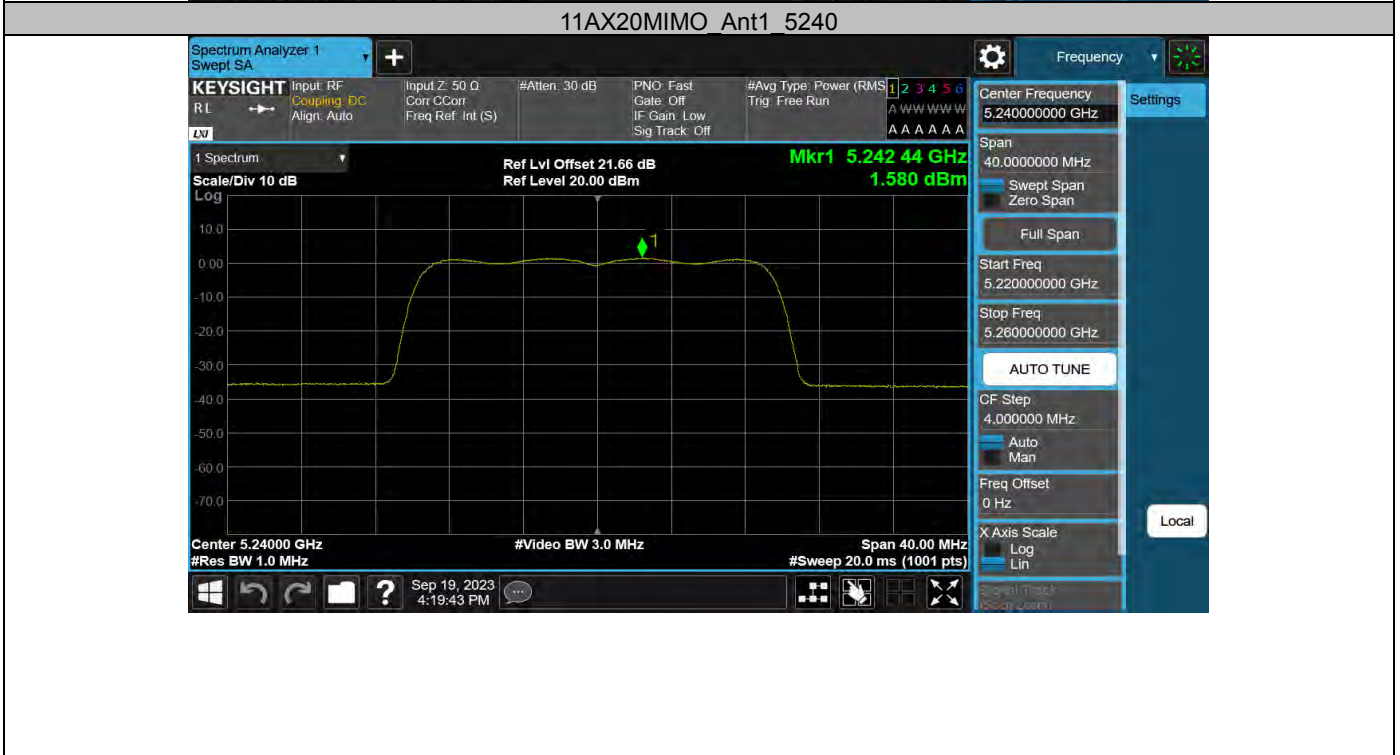 11AX20MIMO_Ant1_5240
Spectrum Analyzer 1
Swept SA
+
Frequency
KEYSIGHT
RL
LXI
Input: RF
Coupling: DC
Align: Auto
Input Z: 50 Ω
Corr CCorr
Freq Ref: Int (S)
#Atten: 30 dB
PNO: Fast
Gate: Off
IF Gain: Low
Sig Track: Off
#Avg Type: Power (RMS
Trig: Free Run
1 2 3 4 5 6
A W W W W W
A A A A A A
1 Spectrum
Scale/Div 10 dB
Ref Lvl Offset 21.66 dB
Ref Level 20.00 dBm
Mkr1 5.242 44 GHz
1.580 dBm
Log
10.0
0.00
-10.0
-20.0
-30.0
-40.0
-50.0
-60.0
-70.0
1
Center 5.24000 GHz
#Res BW 1.0 MHz
#Video BW 3.0 MHz
Span 40.00 MHz
#Sweep 20.0 ms (1001 pts)
Center Frequency
5.240000000 GHz
Settings
Span
40.0000000 MHz
Swept Span
Zero Span
Full Span
Start Freq
5.220000000 GHz
Stop Freq
5.260000000 GHz
AUTO TUNE
CF Step
4.000000 MHz
Auto
Man
Freq Offset
0 Hz
X Axis Scale
Log
Lin
Local
?
Sep 19, 2023
4:19:43 PM